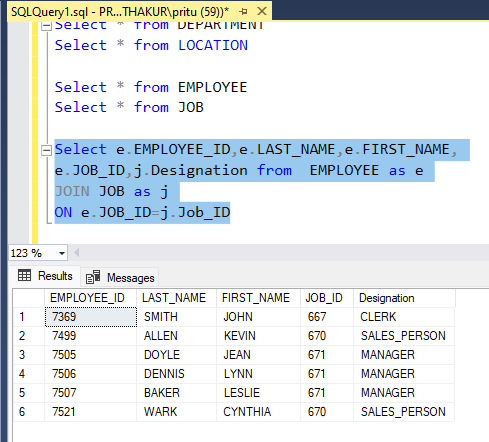 SQLQuery1.sql - PR...THAKUR\pritu (59))*
Select * from DEPARTMENT
Select * from LOCATION
Select * from EMPLOYEE
Select * from JOB
Select e.EMPLOYEE_ID,e.LAST_NAME,e.FIRST_NAME,
e.JOB_ID,j.Designation from  EMPLOYEE as e
JOIN JOB as j
ON e.JOB_ID=j.Job_ID
123 %
Results Messages
EMPLOYEE_ID LAST_NAME FIRST_NAME JOB_ID Designation
1 7369 SMITH JOHN 667 CLERK
2 7499 ALLEN KEVIN 670 SALES_PERSON
3 7505 DOYLE JEAN 671 MANAGER
4 7506 DENNIS LYNN 671 MANAGER
5 7507 BAKER LESLIE 671 MANAGER
6 7521 WARK CYNTHIA 670 SALES_PERSON